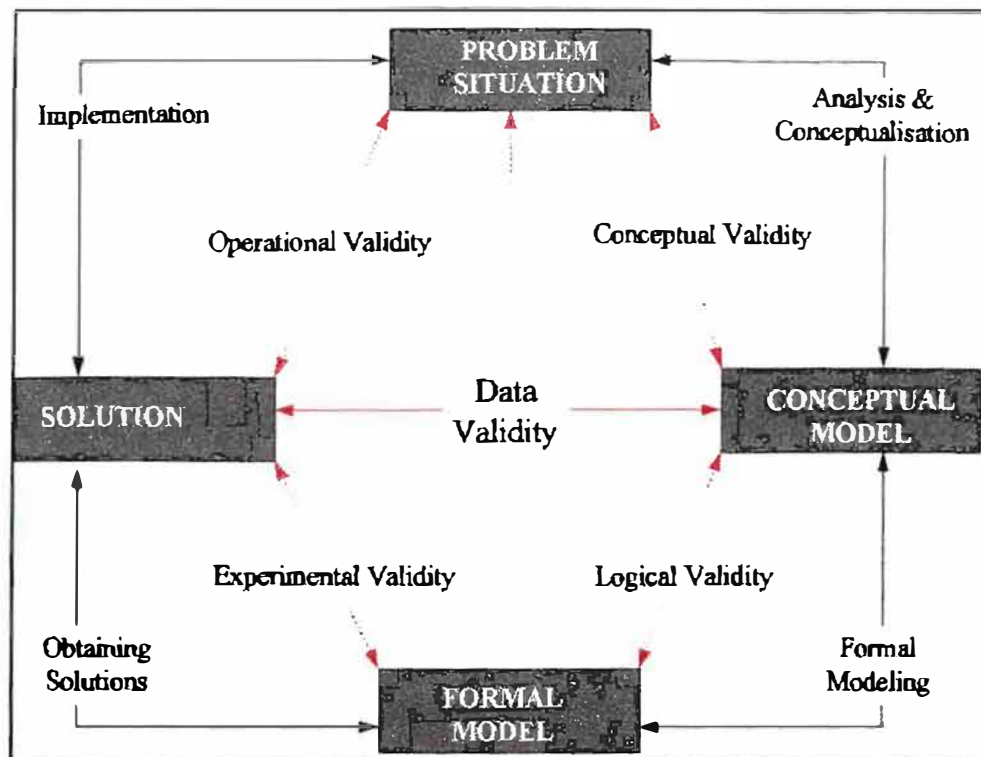 PROBLEM
SITUATION
Implementation
Analysis &
Conceptualisation
Operational Validity
Conceptual Validity
SOLUTION
Data
Validity
CONCEPTUAL
MODEL
Experimental Validity
Logical Validity
Obtaining
Solutions
Formal
Modeling
FORMAL
MODEL